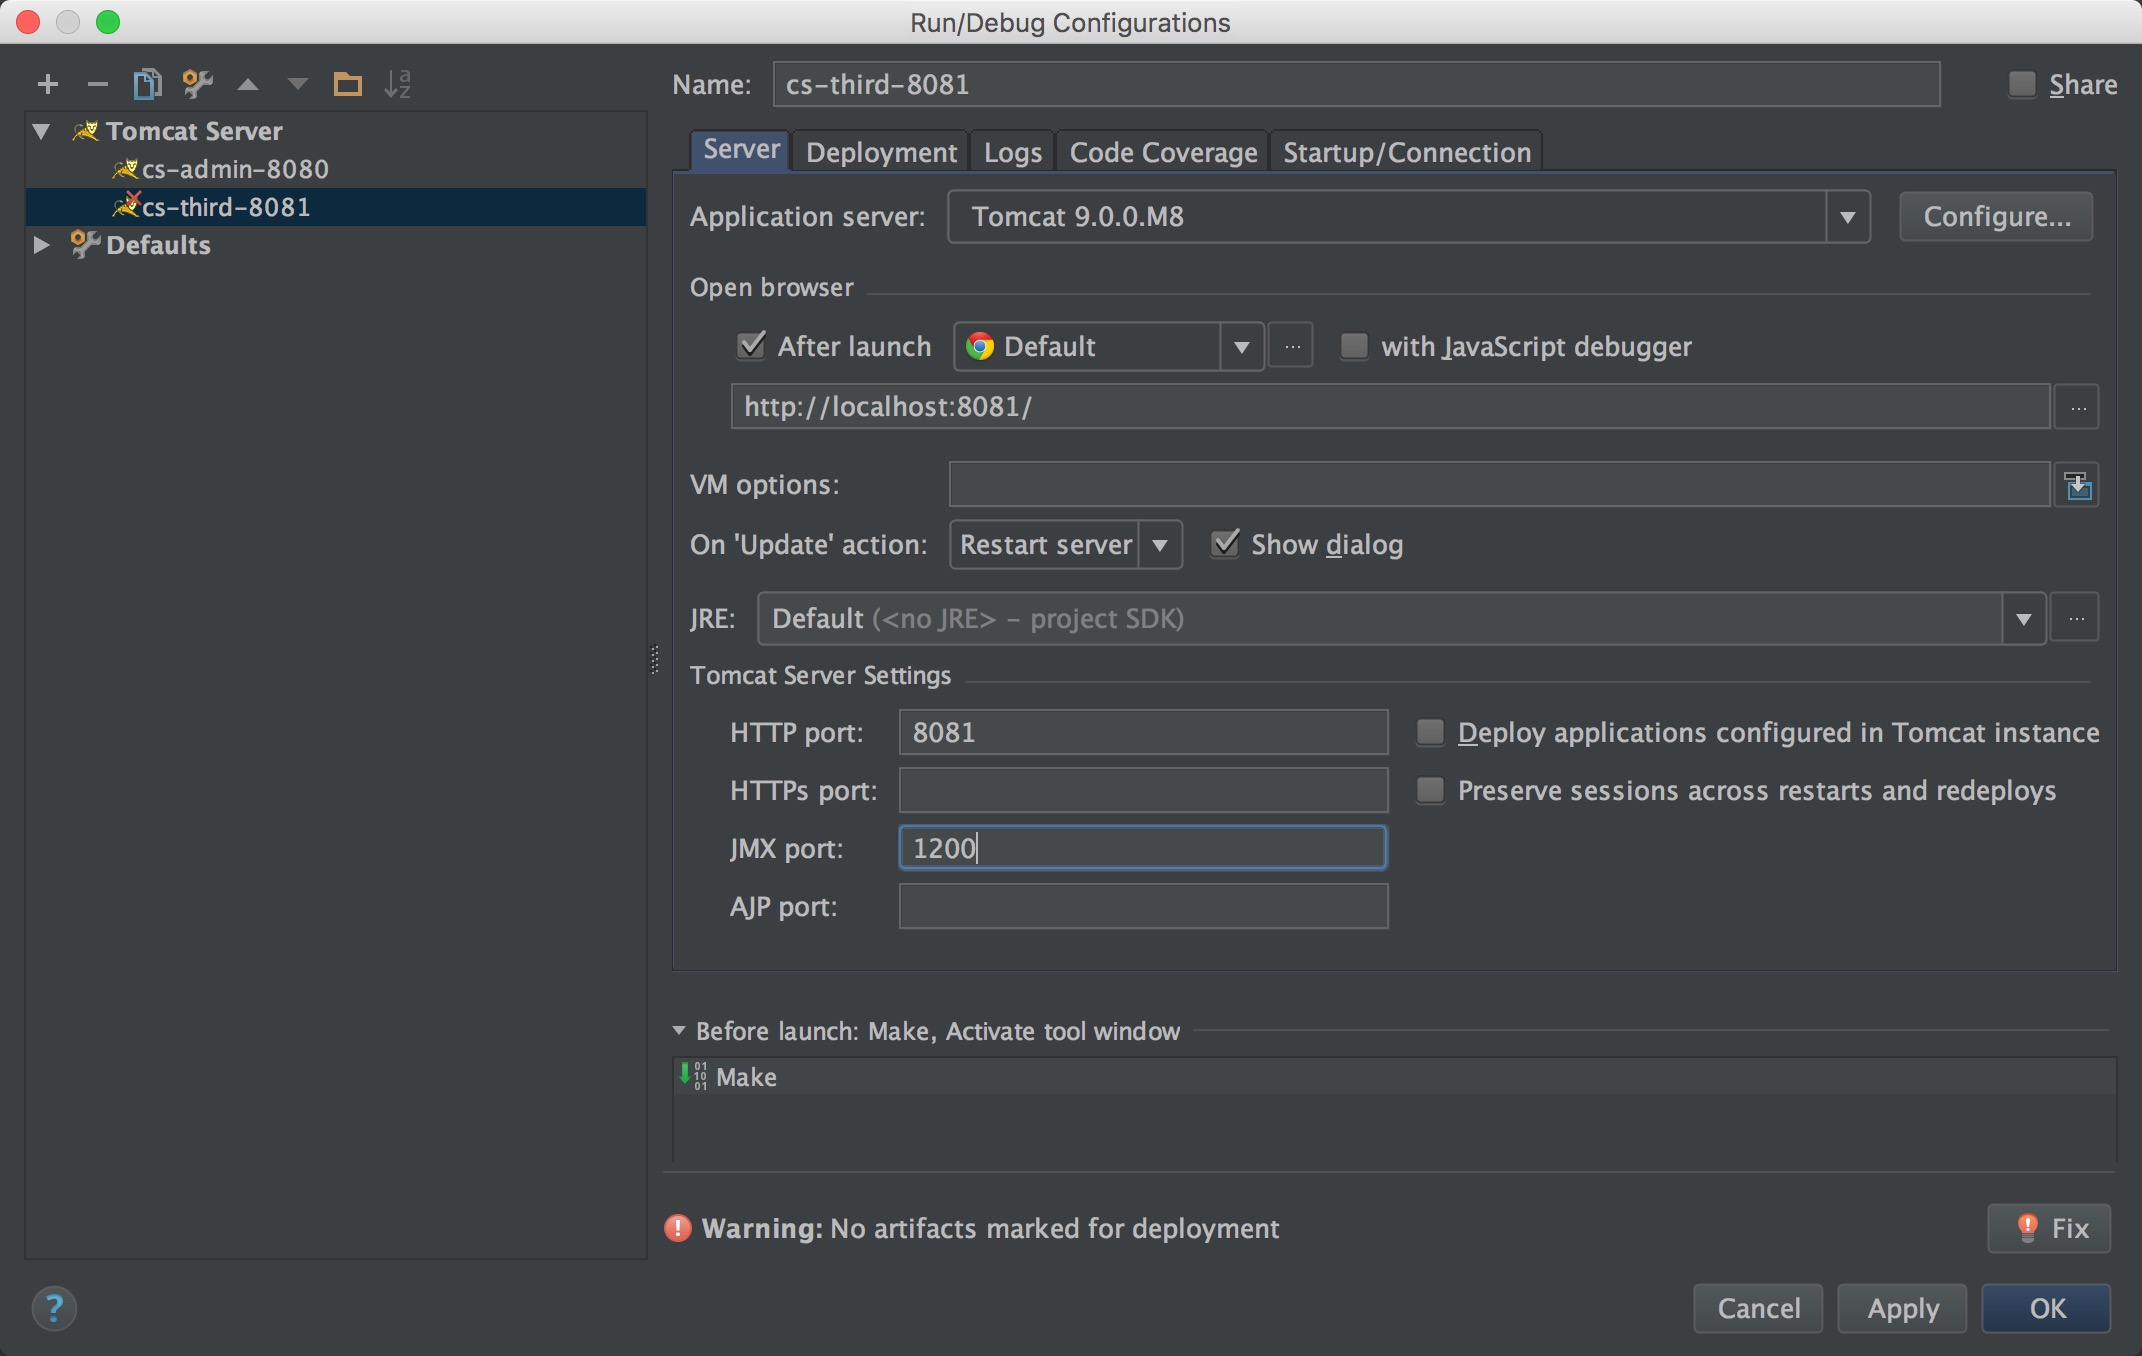 Run/Debug Configurations
Name: cs-third-8081 Share
Tomcat Server
cs-admin-8080
cs-third-8081
Defaults
Server Deployment Logs Code Coverage Startup/Connection
Application server: Tomcat 9.0.0.M8 Configure...
Open browser
After launch Default ... with JavaScript debugger
http://localhost:8081/ ...
VM options:
On 'Update' action: Restart server Show dialog
JRE: Default (<no JRE> – project SDK) ...
Tomcat Server Settings
HTTP port: 8081 Deploy applications configured in Tomcat instance
HTTPs port: Preserve sessions across restarts and redeploys
JMX port: 1200
AJP port:
Before launch: Make, Activate tool window
Make
Warning: No artifacts marked for deployment Fix
? Cancel Apply OK